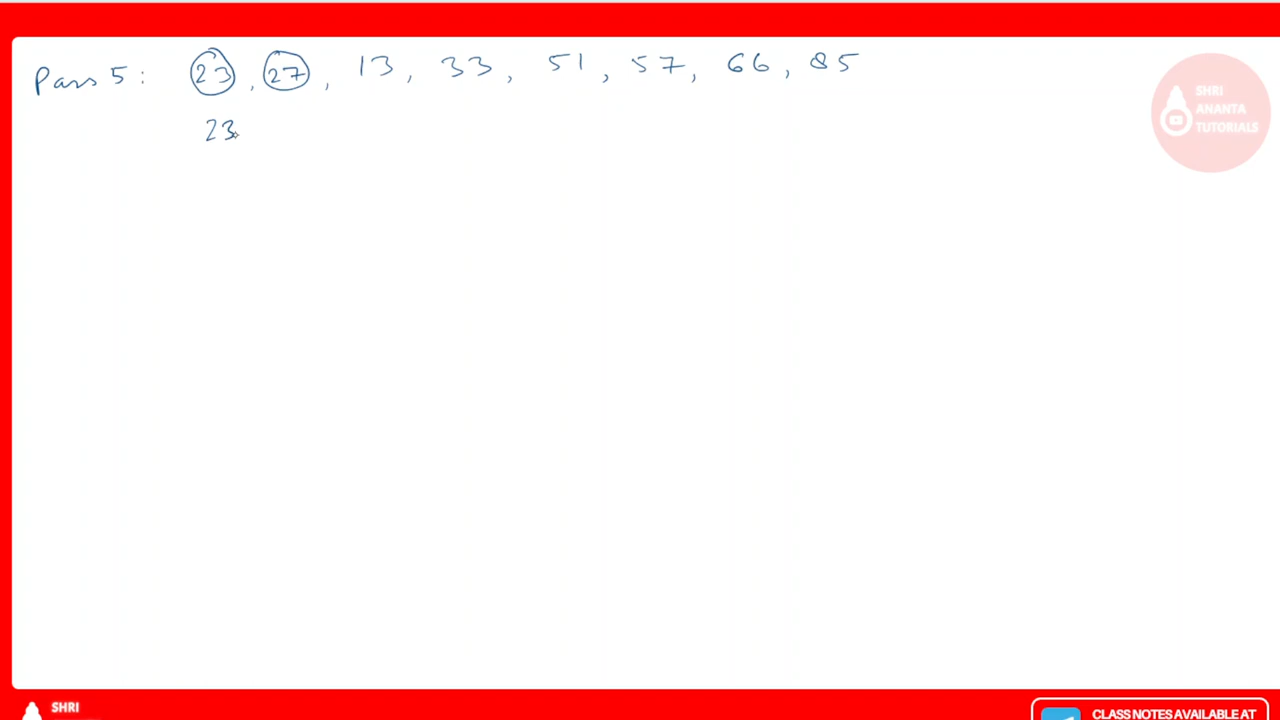 Pass 5: 23, 27, 13, 33, 51, 57, 66, 85
23
SHRI
ANANTA
TUTORIALS
SHRI
CLASS NOTES AVAILABLE AT